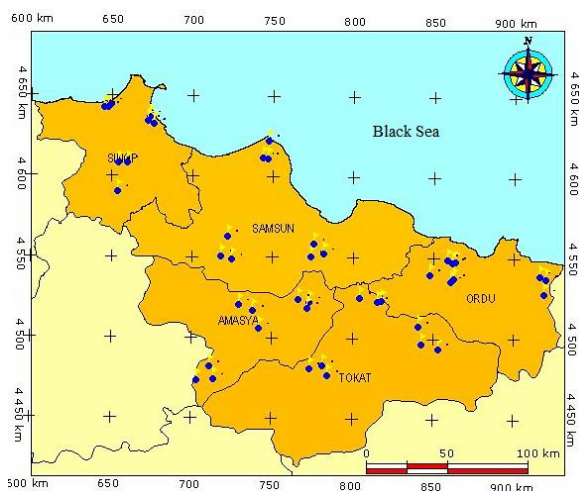 600 km 650 700 750 800 850 900 km
N
4 650 km
4 650 km
Black Sea
4 600
4 600
SINOP
SAMSUN
4 550
4 550
ORDU
AMASYA
4 500
4 500
TOKAT
4 450
4 450
0 50 100 km
500 km 650 700 750 800 850 900 km